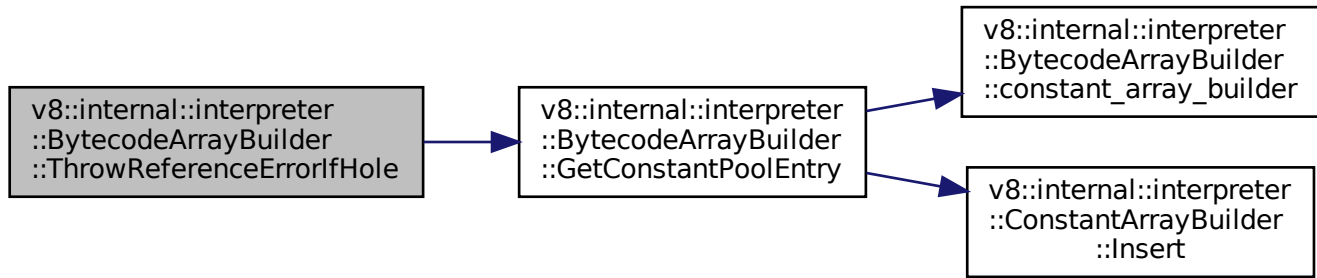 v8::internal::interpreter
::BytecodeArrayBuilder
::ThrowReferenceErrorIfHole
v8::internal::interpreter
::BytecodeArrayBuilder
::GetConstantPoolEntry
v8::internal::interpreter
::BytecodeArrayBuilder
::constant_array_builder
v8::internal::interpreter
::ConstantArrayBuilder
::Insert